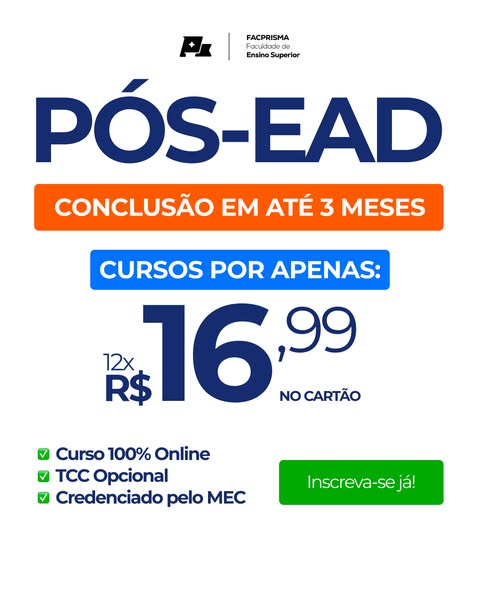 FACPRISMA
Faculdade de
Ensino Superior
PÓS-EAD
CONCLUSÃO EM ATÉ 3 MESES
CURSOS POR APENAS:
12x
R$16,99
NO CARTÃO
Curso 100% Online
TCC Opcional
Credenciado pelo MEC
Inscreva-se já!